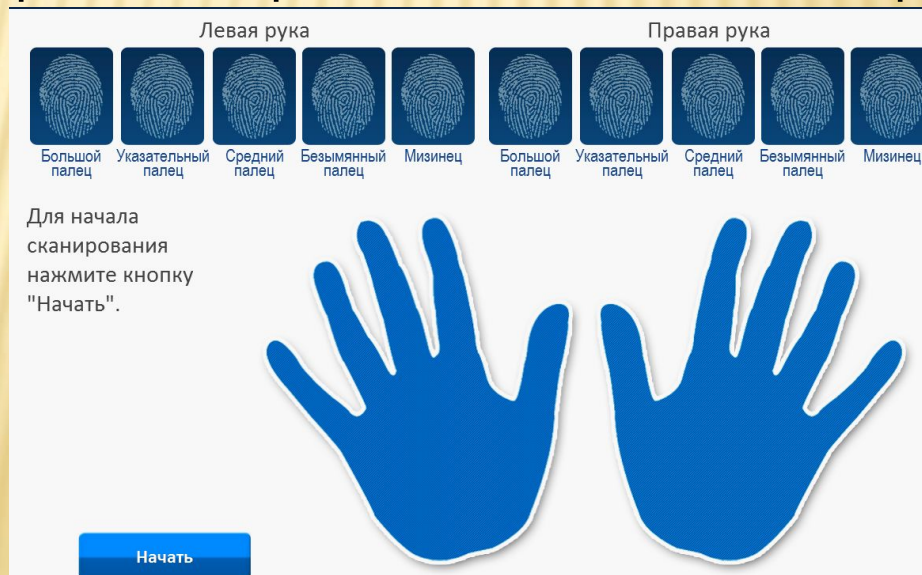 Левая рука
Правая рука
Большой палец
Указательный палец
Средний палец
Безымянный палец
Мизинец
Большой палец
Указательный палец
Средний палец
Безымянный палец
Мизинец
Для начала
сканирования
нажмите кнопку
"Начать".
Начать